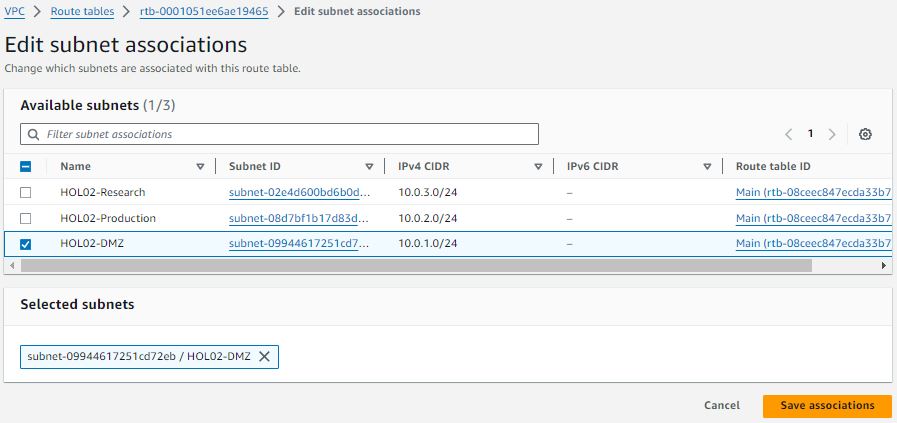 VPC > Route tables > rtb-0001051ee6ae19465 > Edit subnet associations
Edit subnet associations
Change which subnets are associated with this route table.
Available subnets (1/3)
Filter subnet associations
1
Name Subnet ID IPv4 CIDR IPv6 CIDR Route table ID
HOL02-Research subnet-02e4d600bd6b0d... 10.0.3.0/24 – Main (rtb-08ceec847ecda33b7
HOL02-Production subnet-08d7bf1b17d83d... 10.0.2.0/24 – Main (rtb-08ceec847ecda33b7
HOL02-DMZ subnet-09944617251cd7... 10.0.1.0/24 – Main (rtb-08ceec847ecda33b7
Selected subnets
subnet-09944617251cd72eb / HOL02-DMZ
Cancel Save associations